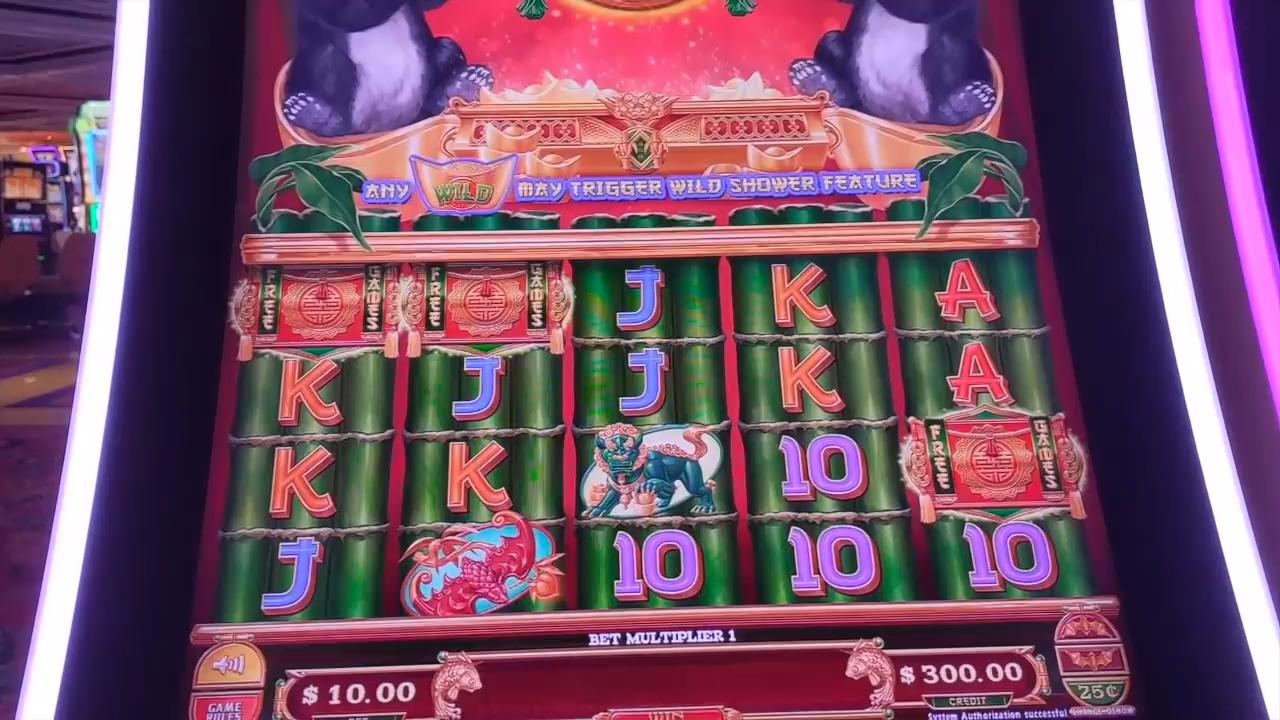 ANY WILD MAY TRIGGER WILD SHOWER FEATURE
FREE GAMES FREE GAMES J K A
K J J K A
K K 10 FREE GAMES
J 10 10 10
BET MULTIPLIER 1
$10.00 $300.00
CREDIT
25¢
GAME RULES
WIN
System Authorization successful